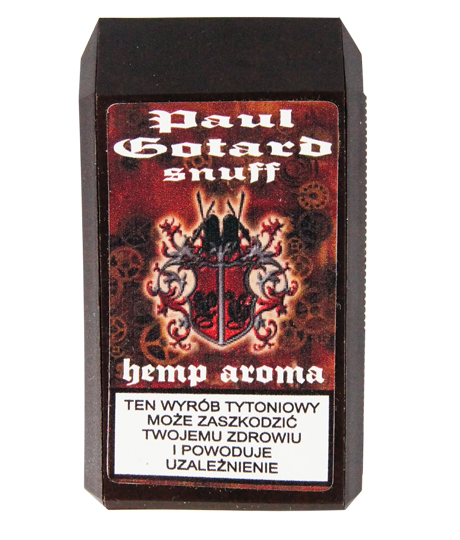 Paul
Gotard
snuff
hemp aroma
TEN WYRÓB TYTONIOWY
MOŻE ZASZKODZIĆ
TWOJEMU ZDROWIU
I POWODUJE
UZALEŻNIENIE